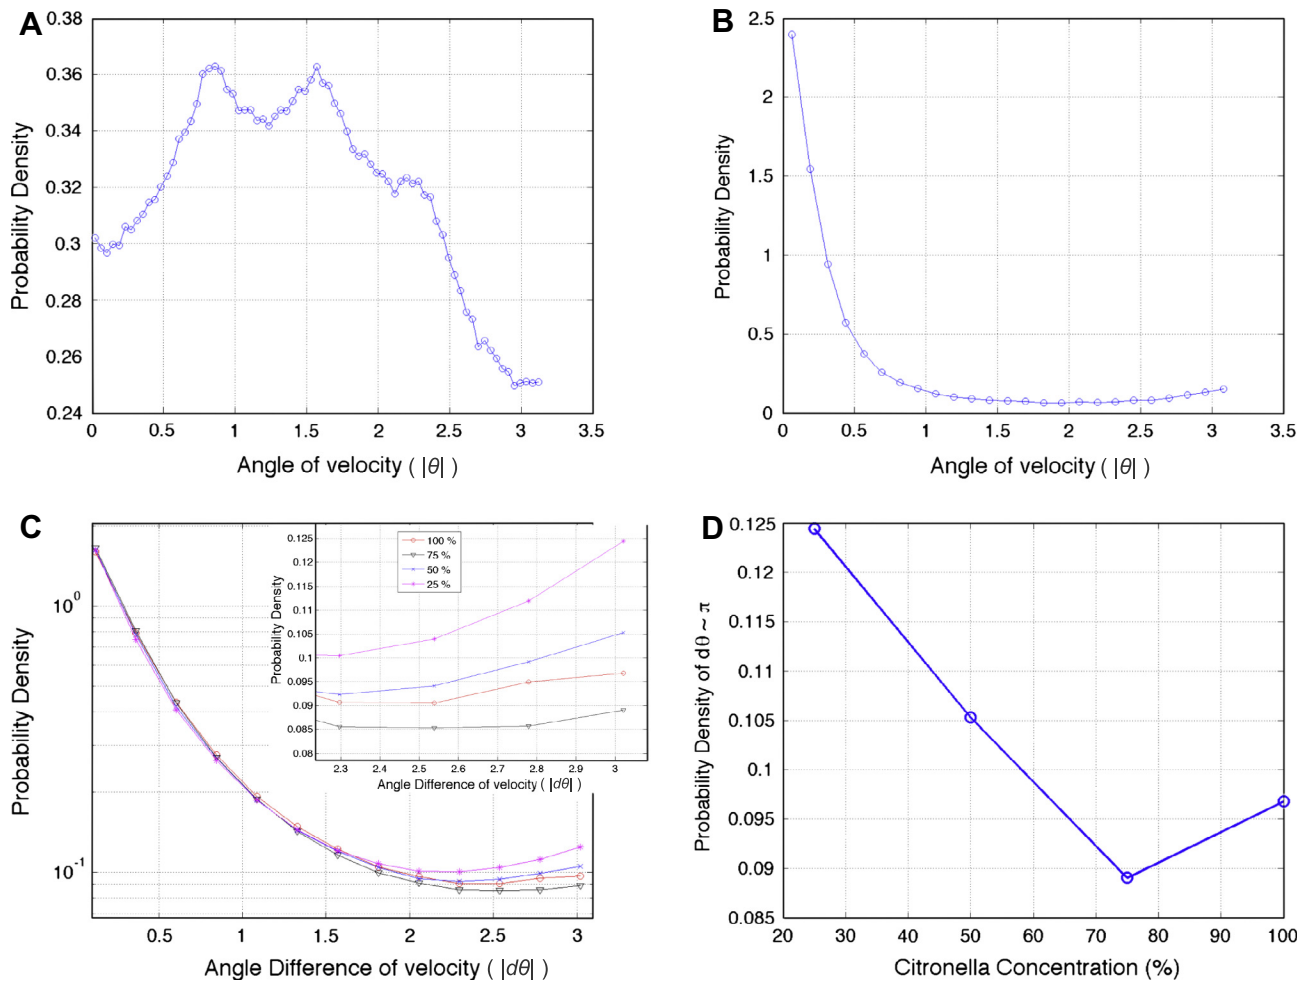 A
0.38
0.36
0.34
0.32
0.3
0.28
0.26
0.24
0 0.5 1 1.5 2 2.5 3 3.5
Probability Density
Angle of velocity ( |θ| )
B
2.5
2
1.5
1
0.5
0
0 0.5 1 1.5 2 2.5 3 3.5
Probability Density
Angle of velocity ( |θ| )
C
10^0
10^-1
0.5 1 1.5 2 2.5 3
Probability Density
Angle Difference of velocity ( |dθ| )
0.125
0.12
0.115
0.11
0.105
0.1
0.095
0.09
0.085
0.08
2.3 2.4 2.5 2.6 2.7 2.8 2.9 3
Probability Density
Angle Difference of velocity ( |dθ| )
100 %
75 %
50 %
25 %
D
0.125
0.12
0.115
0.11
0.105
0.1
0.095
0.09
0.085
20 30 40 50 60 70 80 90 100
Probability Density of dθ ~ π
Citronella Concentration (%)